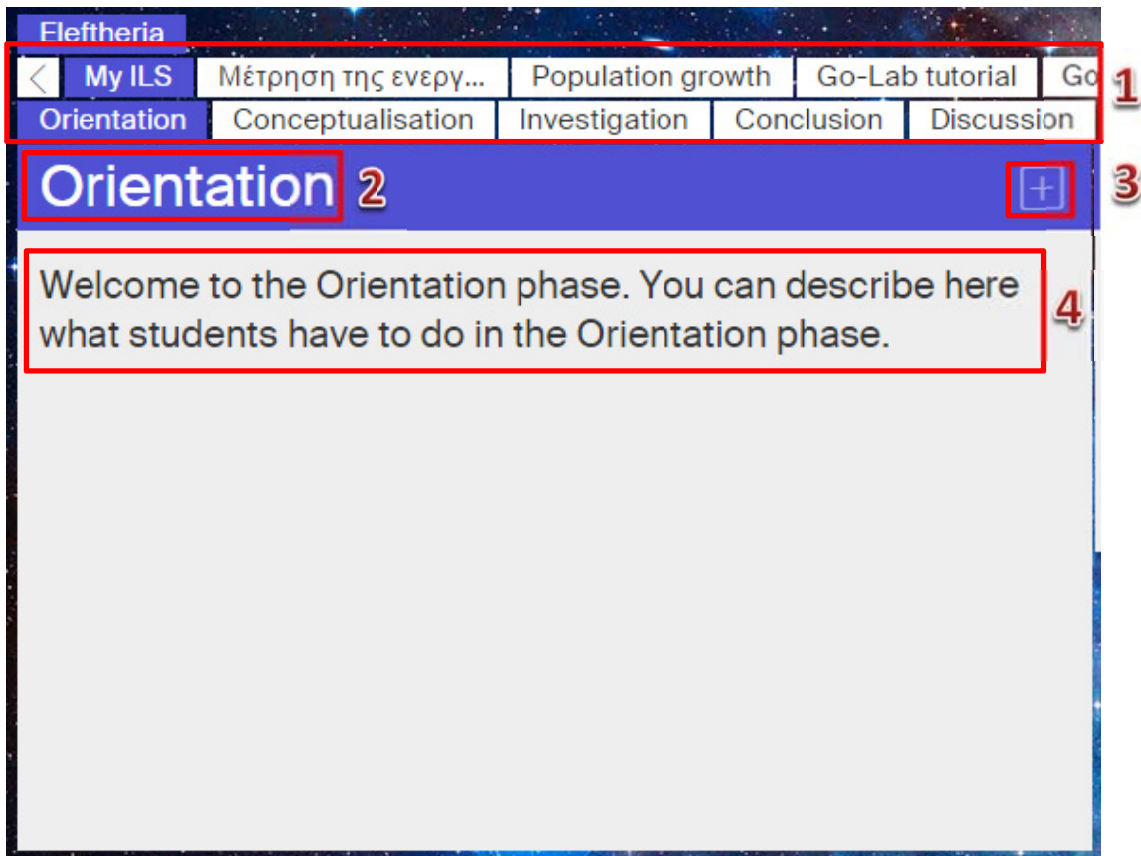 Eleftheria
My ILS Μέτρηση της ενεργ... Population growth Go-Lab tutorial Go
1
Orientation Conceptualisation Investigation Conclusion Discussion
Orientation 2 + 3
Welcome to the Orientation phase. You can describe here
what students have to do in the Orientation phase.
4